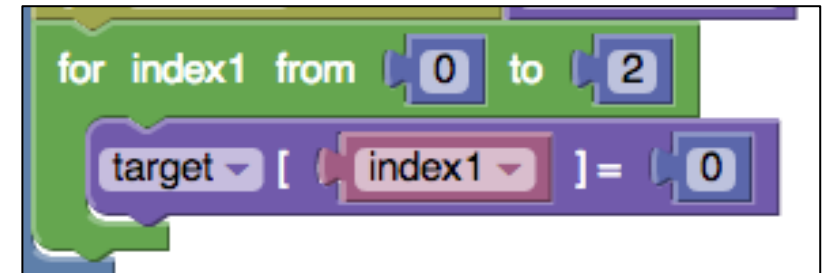 for index1 from 0 to 2
target [ index1 ] = 0